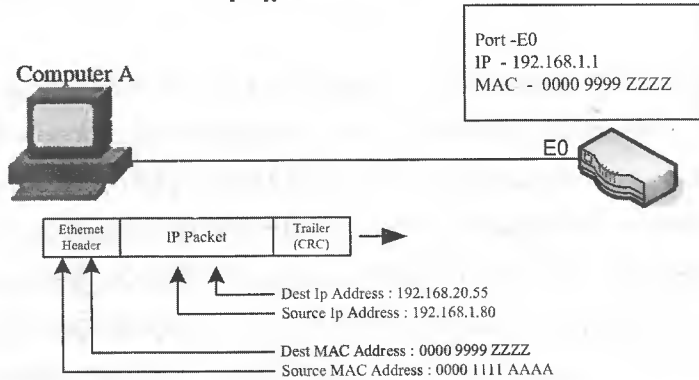 Port -E0
IP - 192.168.1.1
MAC - 0000 9999 ZZZZ
Computer A
E0
Ethernet
Header
IP Packet
Trailer
(CRC)
Dest Ip Address : 192.168.20.55
Source Ip Address : 192.168.1.80
Dest MAC Address : 0000 9999 ZZZZ
Source MAC Address : 0000 1111 AAAA